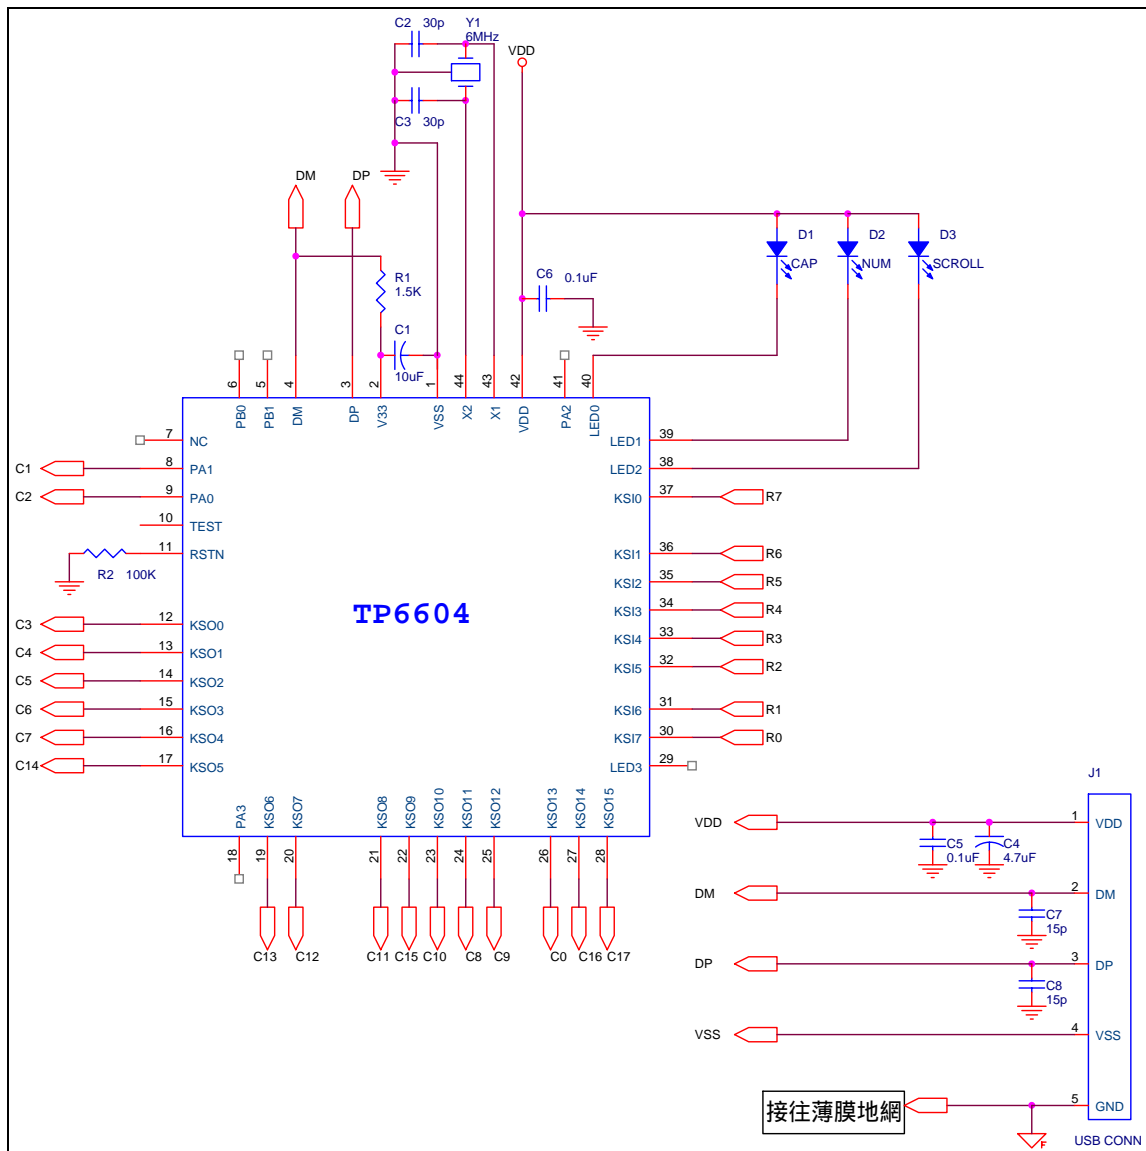 C2 30p Y1
6MHz
VDD
C3 30p
DM DP
D1 D2 D3
CAP NUM SCROLL
R1
1.5K
C6 0.1uF
C1
10uF
6 5 4 3 2 1 44 43 42 41 40
PB0 PB1 DM DP V33 VSS X2 X1 VDD PA2 LED0
7 NC
C1 8 PA1
C2 9 PA0
10 TEST
11 RSTN
R2 100K
C3 12 KSO0
C4 13 KSO1
C5 14 KSO2
C6 15 KSO3
C7 16 KSO4
C14 17 KSO5
TP6604
LED1 39
LED2 38
KSI0 37 R7
KSI1 36 R6
KSI2 35 R5
KSI3 34 R4
KSI4 33 R3
KSI5 32 R2
KSI6 31 R1
KSI7 30 R0
LED3 29
PA3 KSO6 KSO7 KSO8 KSO9 KSO10 KSO11 KSO12 KSO13 KSO14 KSO15
18 19 20 21 22 23 24 25 26 27 28
C13 C12 C11 C15 C10 C8 C9 C0 C16 C17
J1
VDD 1 VDD
C5 C4
0.1uF 4.7uF
DM 2 DM
C7
15p
DP 3 DP
C8
15p
VSS 4 VSS
接往薄膜地網 5 GND
F
USB CONN